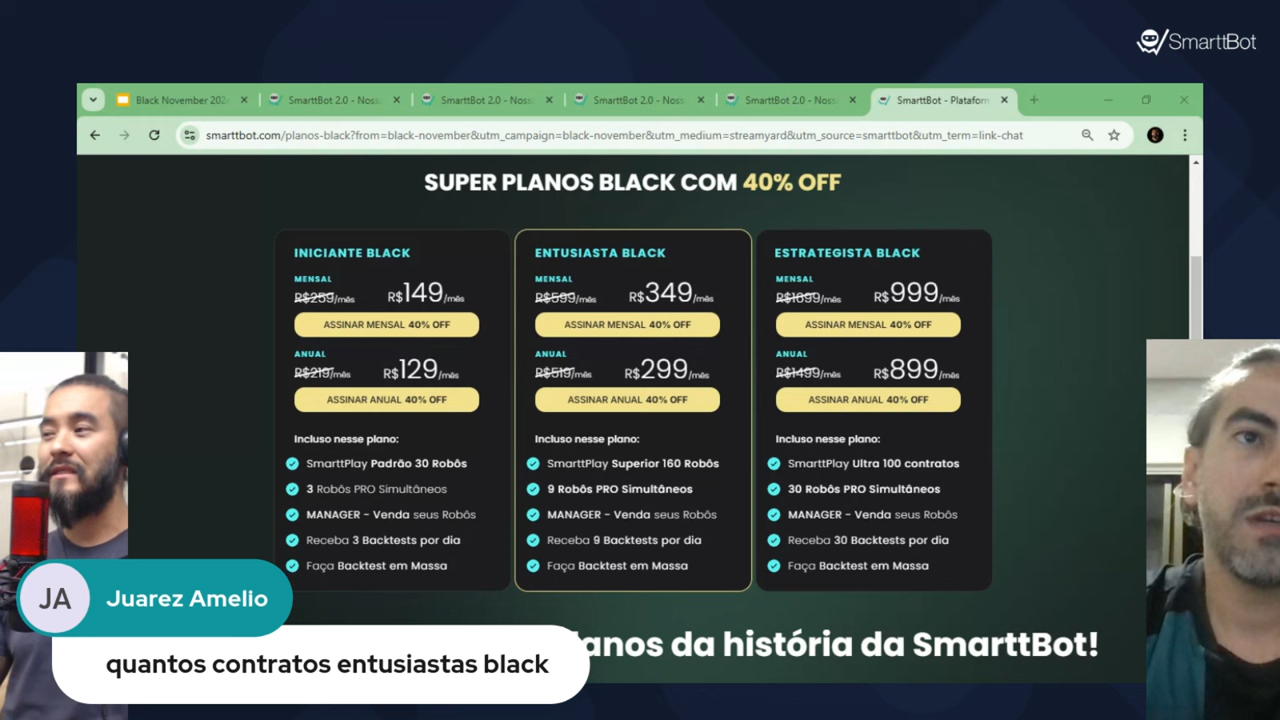 SmarttBot
Black November 202
SmarttBot 2.0 - Noss
SmarttBot 2.0 - Noss
SmarttBot 2.0 - Noss
SmarttBot 2.0 - Noss
SmarttBot - Plataform
smarttbot.com/planos-black?from=black-november&utm_campaign=black-november&utm_medium=streamyard&utm_source=smarttbot&utm_term=link-chat
SUPER PLANOS BLACK COM 40% OFF
INICIANTE BLACK
MENSAL
R$259/mês R$149/mês
ASSINAR MENSAL 40% OFF
ANUAL
R$219/mês R$129/mês
ASSINAR ANUAL 40% OFF
Incluso nesse plano:
SmarttPlay Padrão 30 Robôs
3 Robôs PRO Simultâneos
MANAGER - Venda seus Robôs
Receba 3 Backtests por dia
Faça Backtest em Massa
ENTUSIASTA BLACK
MENSAL
R$599/mês R$349/mês
ASSINAR MENSAL 40% OFF
ANUAL
R$519/mês R$299/mês
ASSINAR ANUAL 40% OFF
Incluso nesse plano:
SmarttPlay Superior 160 Robôs
9 Robôs PRO Simultâneos
MANAGER - Venda seus Robôs
Receba 9 Backtests por dia
Faça Backtest em Massa
ESTRATEGISTA BLACK
MENSAL
R$1699/mês R$999/mês
ASSINAR MENSAL 40% OFF
ANUAL
R$1499/mês R$899/mês
ASSINAR ANUAL 40% OFF
Incluso nesse plano:
SmarttPlay Ultra 100 contratos
30 Robôs PRO Simultâneos
MANAGER - Venda seus Robôs
Receba 30 Backtests por dia
Faça Backtest em Massa
anos da história da SmarttBot!
JA
Juarez Amelio
quantos contratos entusiastas black